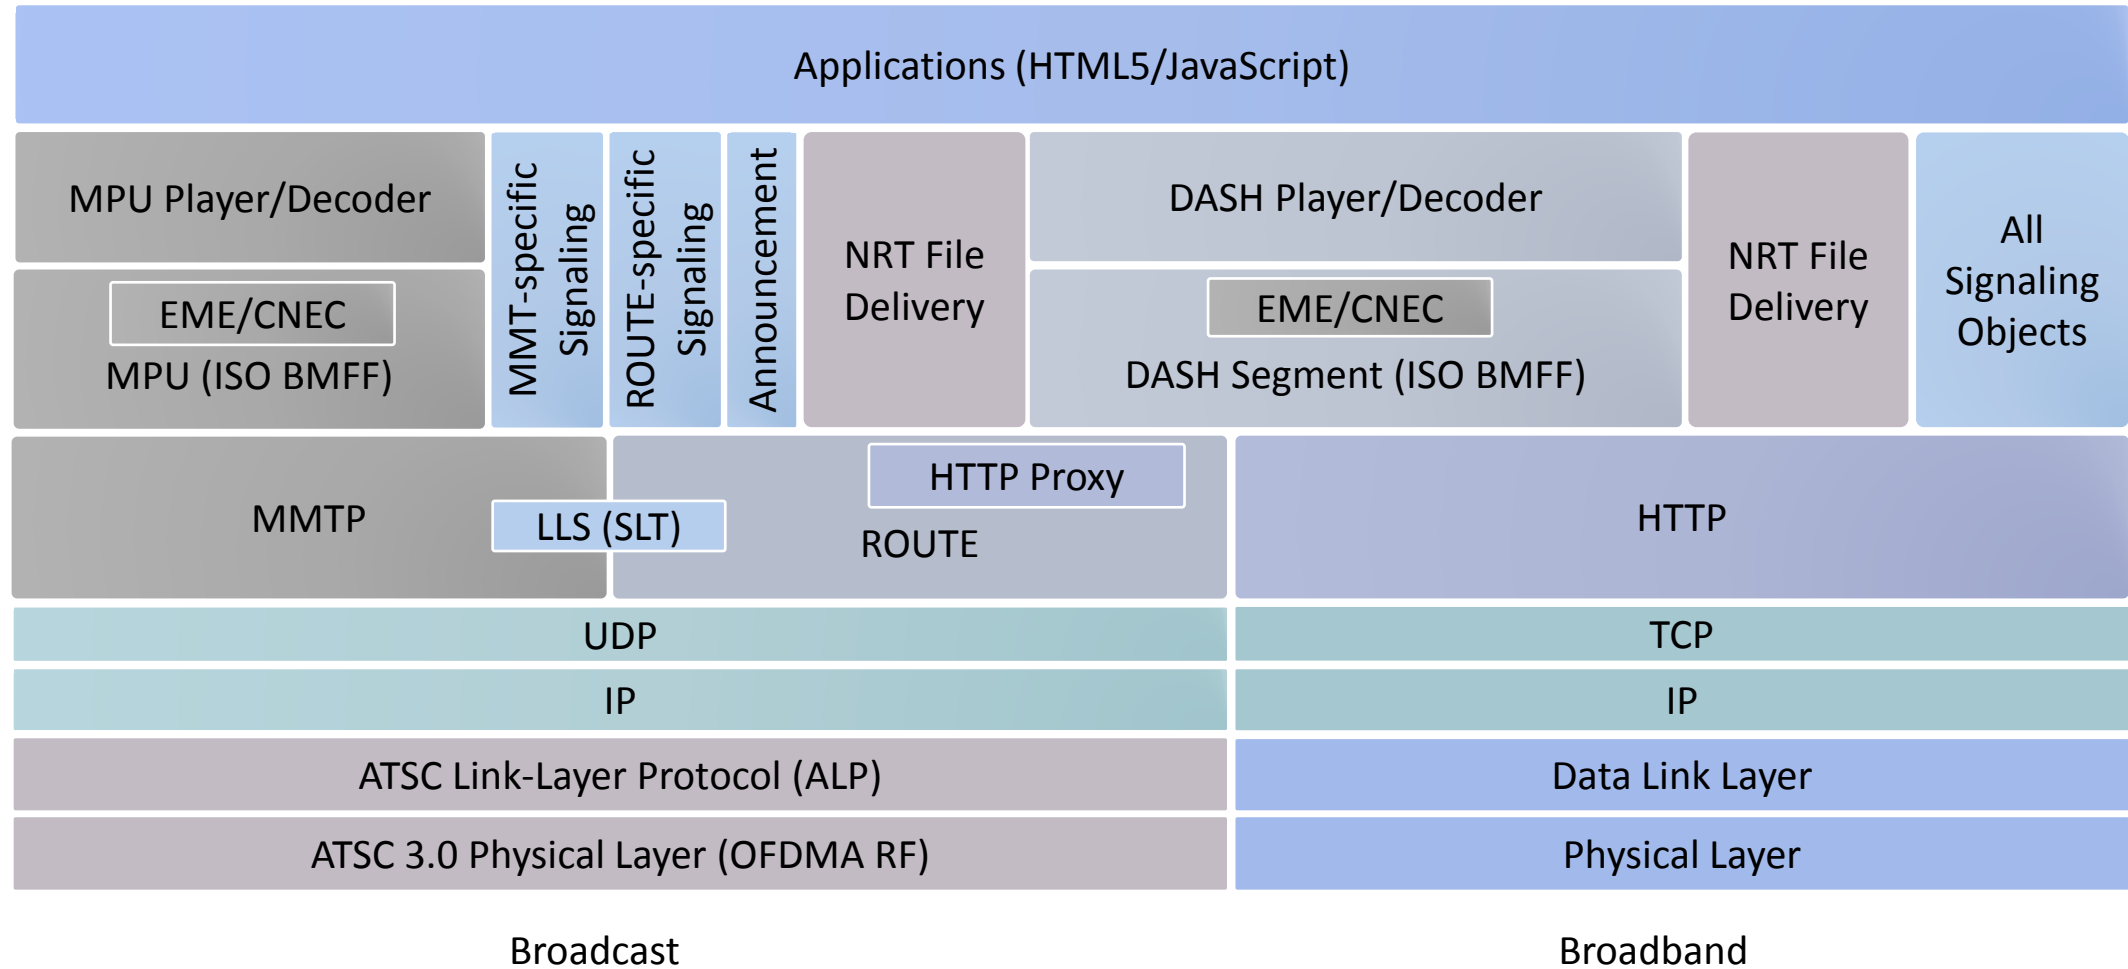 Applications (HTML5/JavaScript)
MPU Player/Decoder
EME/CNEC
MPU (ISO BMFF)
MMT-specific
Signaling
ROUTE-specific
Signaling
Announcement
NRT File
Delivery
DASH Player/Decoder
EME/CNEC
DASH Segment (ISO BMFF)
NRT File
Delivery
All
Signaling
Objects
MMTP
LLS (SLT)
HTTP Proxy
ROUTE
HTTP
UDP
TCP
IP
IP
ATSC Link-Layer Protocol (ALP)
Data Link Layer
ATSC 3.0 Physical Layer (OFDMA RF)
Physical Layer
Broadcast
Broadband